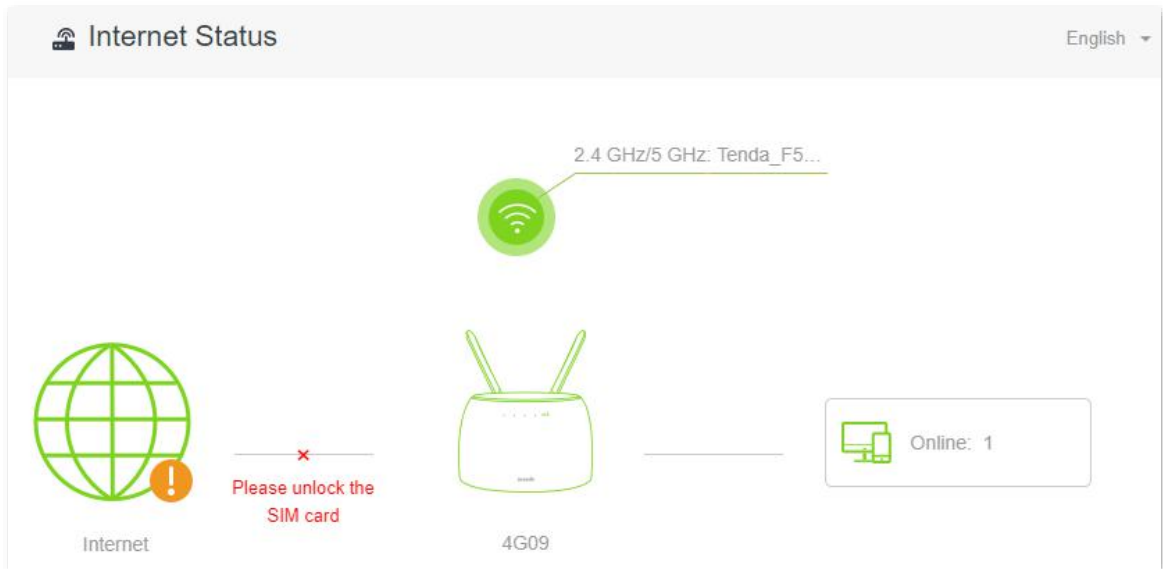 Internet Status
English
2.4 GHz/5 GHz: Tenda_F5...
Please unlock the
SIM card
Online: 1
Internet
4G09